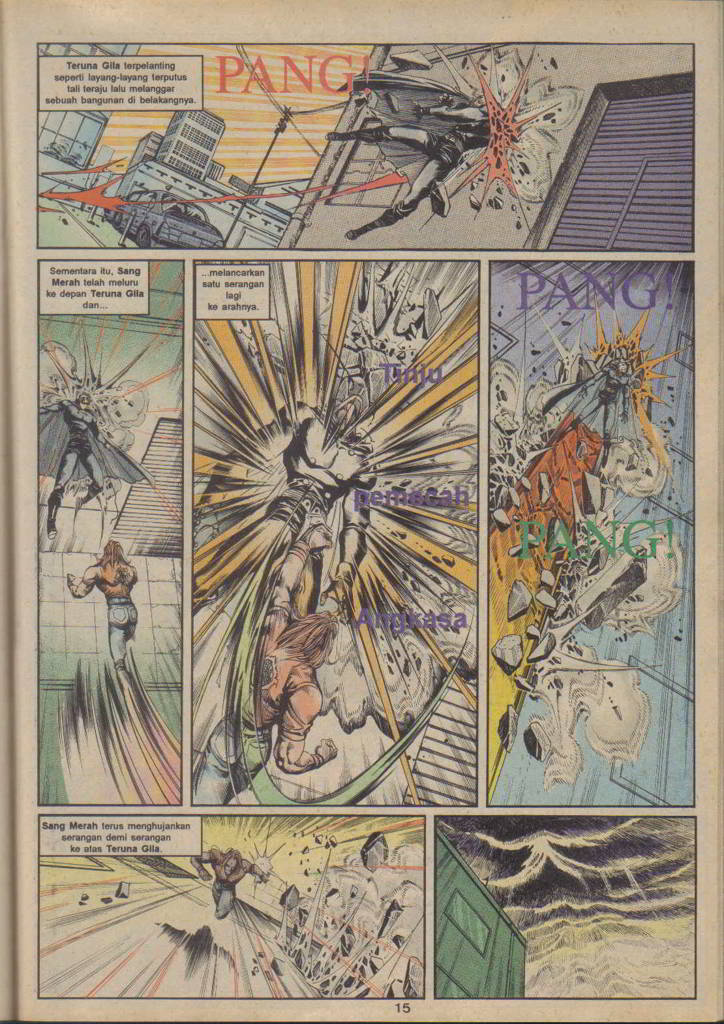 Teruna Gila terpelanting
seperti layang-layang terputus
tali teraju lalu melanggar
sebuah bangunan di belakangnya.
PANG!
Sementara itu, Sang
Merah telah meluru
ke depan Teruna Gila
dan...
...melancarkan
satu serangan
lagi
ke arahnya.
Tinju
pemecah
Angkasa
PANG!
PANG!
Sang Merah terus menghujankan
serangan demi serangan
ke atas Teruna Gila.
15